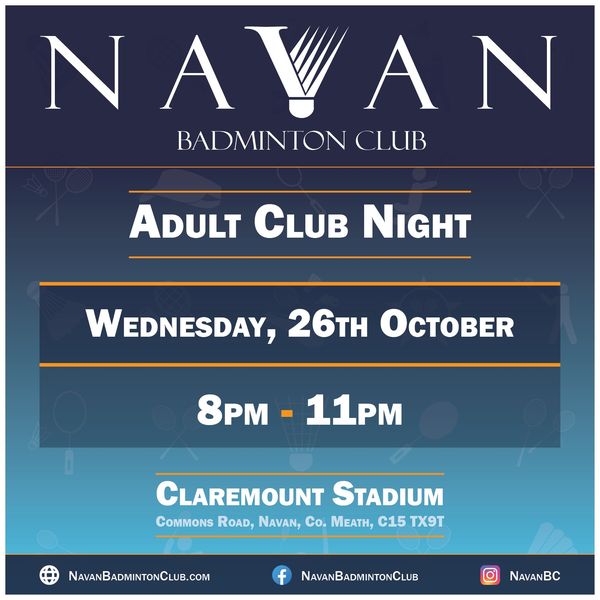 NAVAN
BADMINTON CLUB
ADULT CLUB NIGHT
WEDNESDAY, 26TH OCTOBER
8PM - 11PM
CLAREMOUNT STADIUM
COMMONS ROAD, NAVAN, CO. MEATH, C15 TX9T
NAVANBADMINTONCLUB.COM
NAVANBADMINTONCLUB
NAVANBC